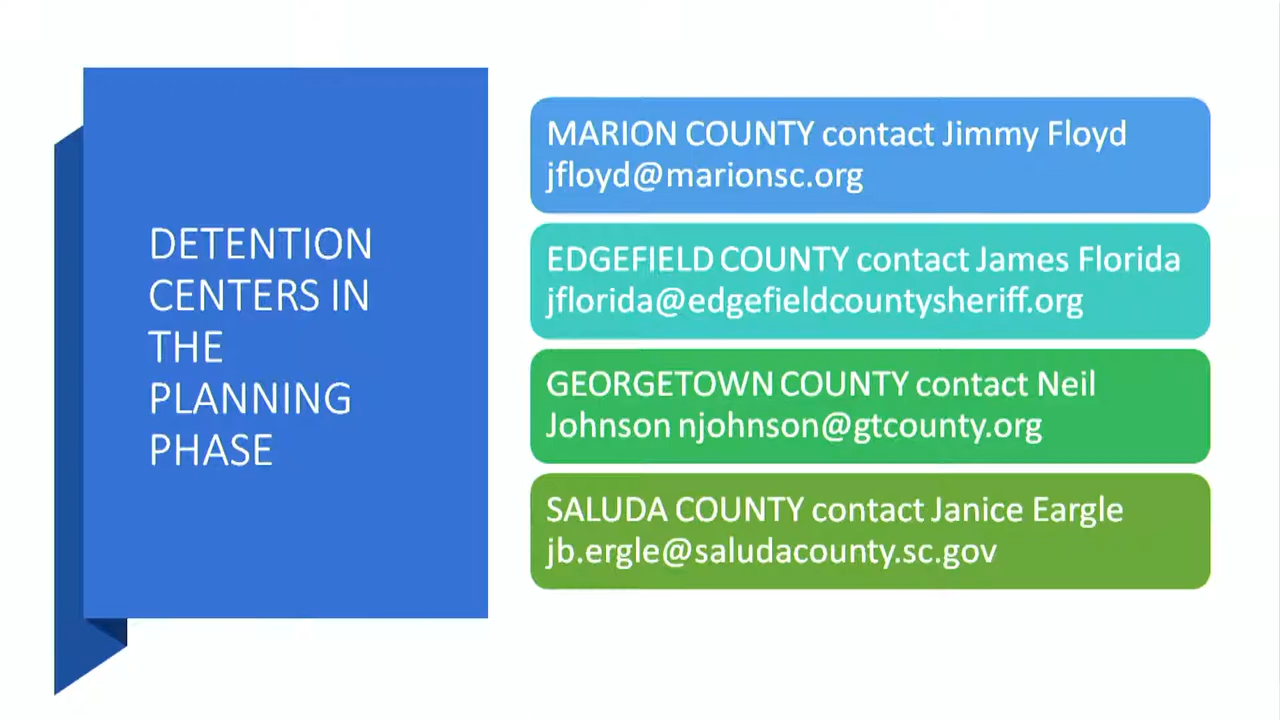 DETENTION
CENTERS IN
THE
PLANNING
PHASE
MARION COUNTY contact Jimmy Floyd
jfloyd@marionsc.org
EDGEFIELD COUNTY contact James Florida
jflorida@edgefieldcountysheriff.org
GEORGETOWN COUNTY contact Neil
Johnson njohnson@gtcounty.org
SALUDA COUNTY contact Janice Eargle
jb.ergle@saludacounty.sc.gov